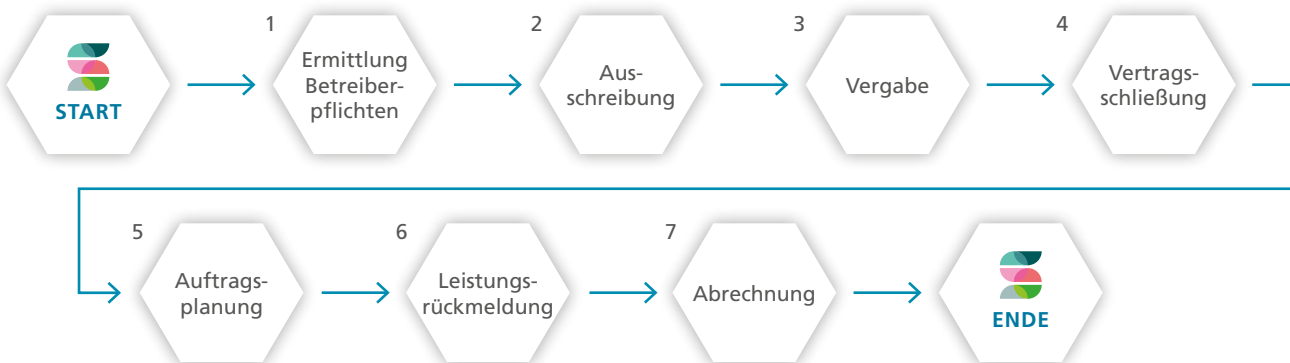 START
1
Ermittlung
Betreiber-
pflichten
2
Aus-
schreibung
3
Vergabe
4
Vertrags-
schließung
5
Auftrags-
planung
6
Leistungs-
rückmeldung
7
Abrechnung
ENDE